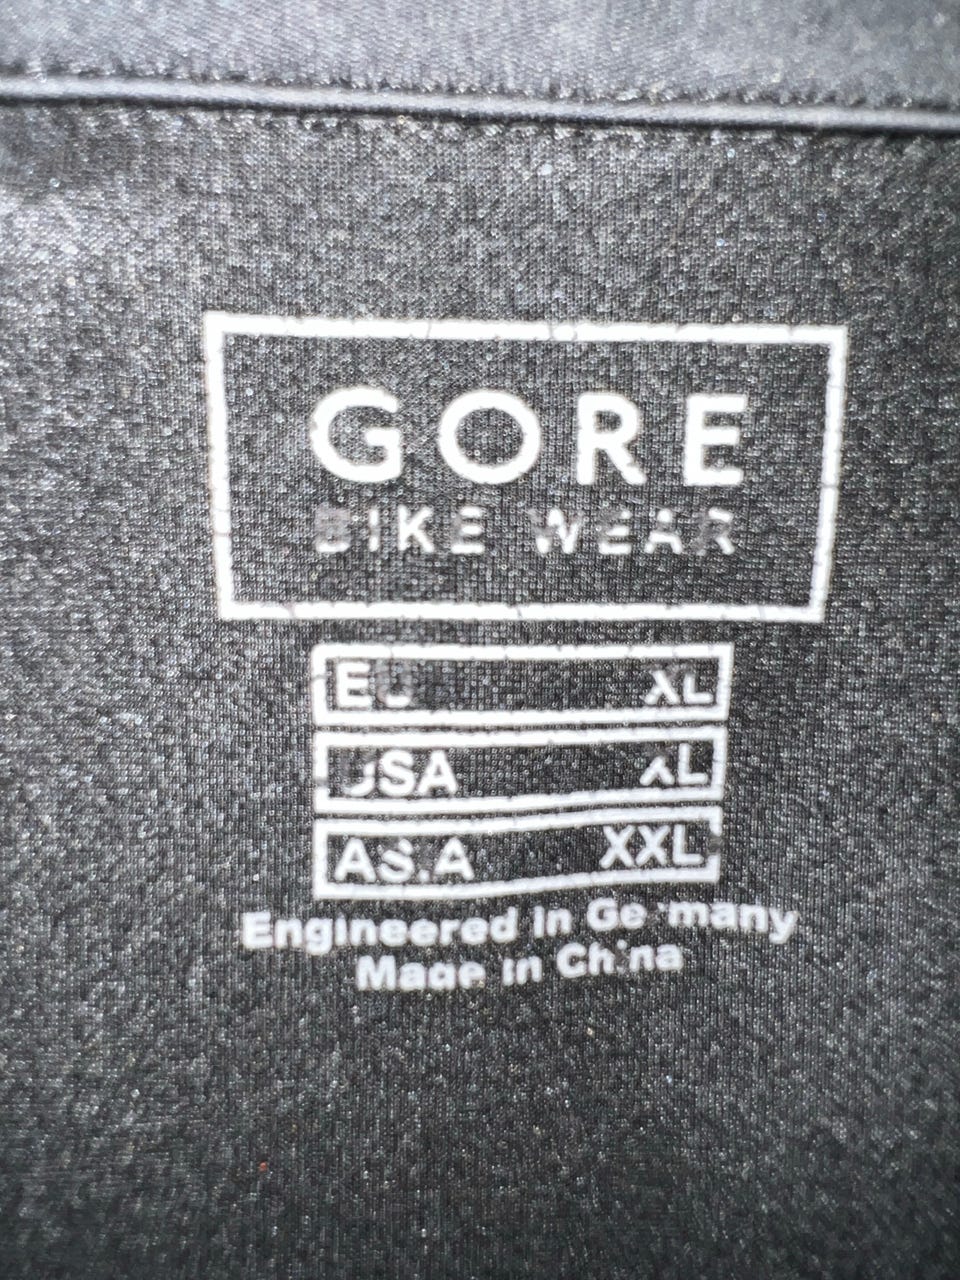 GORE
BIKE WEAR
EU XL
USA XL
ASIA XXL
Engineered in Germany
Made in China